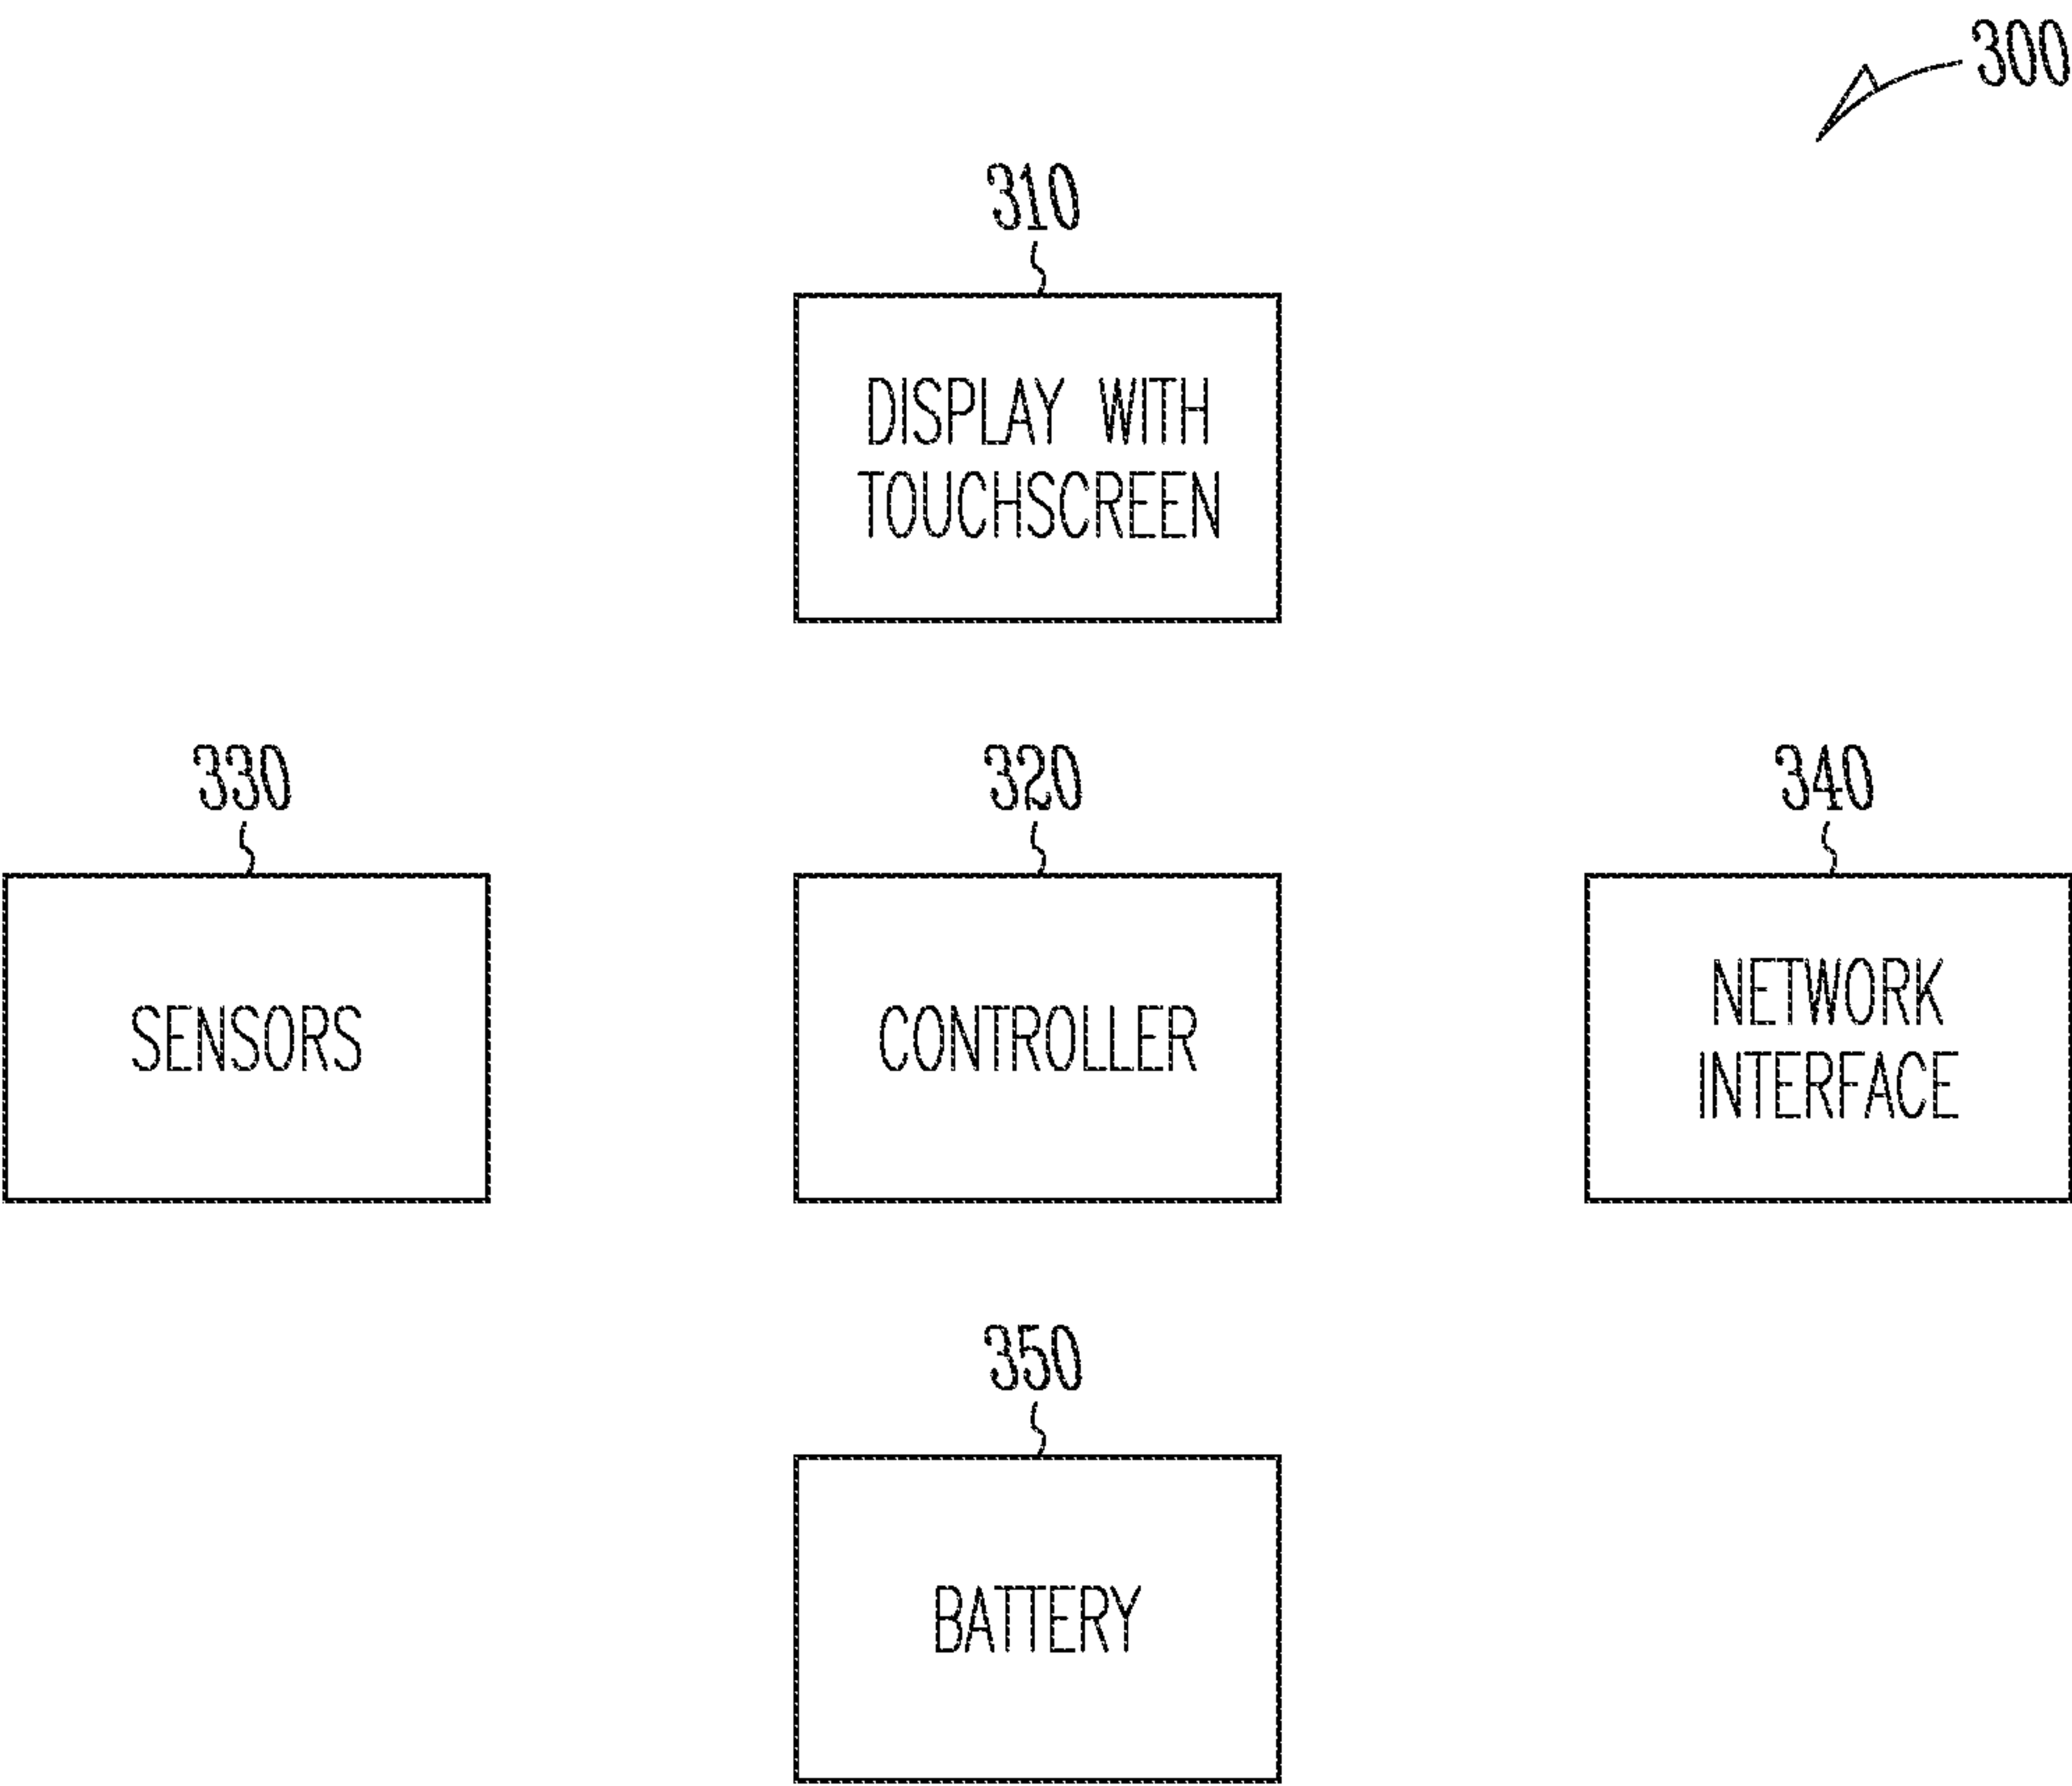 300
310
DISPLAY WITH
TOUCHSCREEN
330
320
340
SENSORS
CONTROLLER
NETWORK
INTERFACE
350
BATTERY